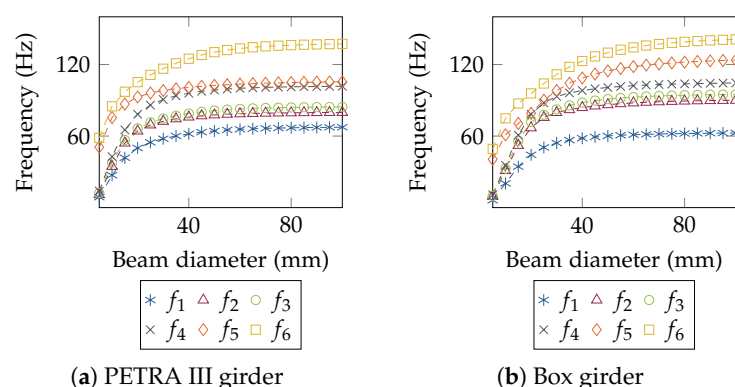 Frequency (Hz)
120
60
40
80
Beam diameter (mm)
f1 f2 f3
f4 f5 f6
(a) PETRA III girder
Frequency (Hz)
120
60
40
80
Beam diameter (mm)
f1 f2 f3
f4 f5 f6
(b) Box girder